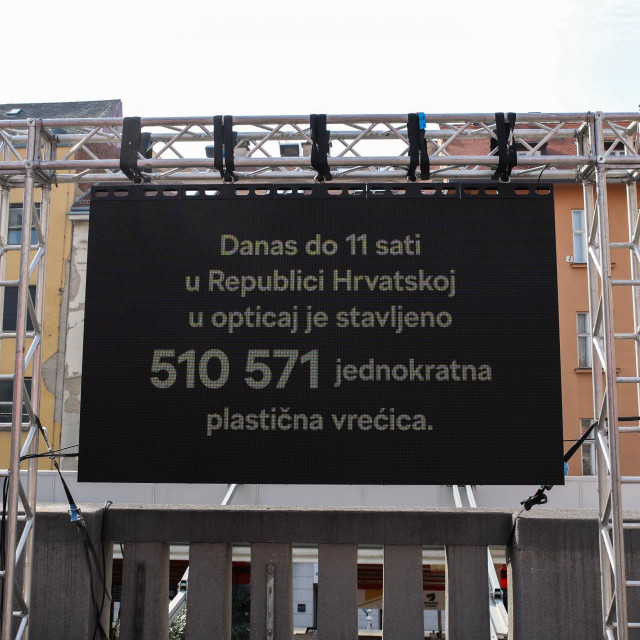 Danas do 11 sati
u Republici Hrvatskoj
u opticaj je stavljeno
510 571 jednokratna
plastična vrećica.